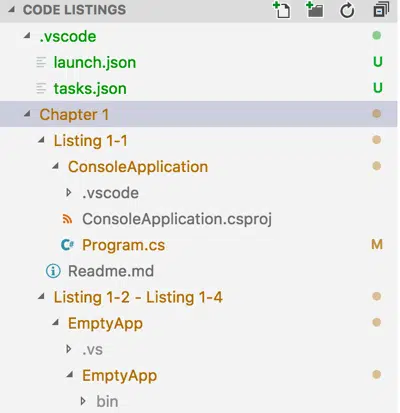 CODE LISTINGS
.vscode
launch.json U
tasks.json U
Chapter 1
Listing 1-1
ConsoleApplication
.vscode
ConsoleApplication.csproj
C# Program.cs M
Readme.md
Listing 1-2 - Listing 1-4
EmptyApp
.vs
EmptyApp
bin